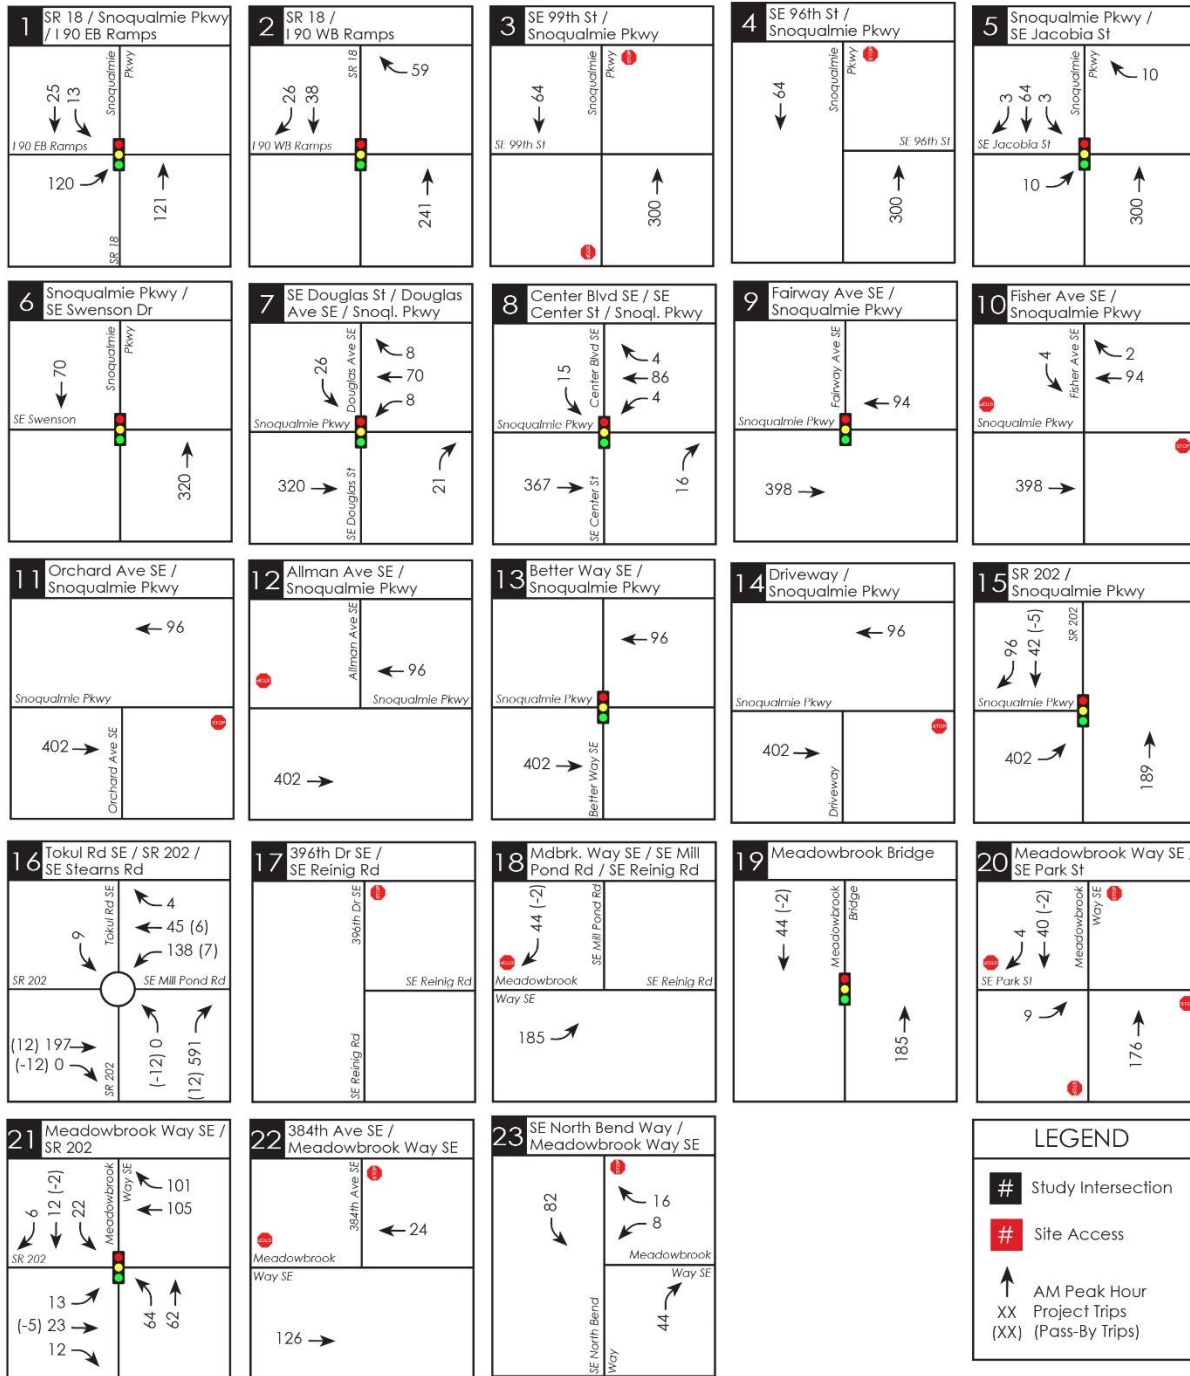 1
SR 18 / Snoqualmie Pkwy
/ I 90 EB Ramps
25
13
Snoqualmie
Pkwy
I 90 EB Ramps
120
121
SR 18
2
SR 18 /
I 90 WB Ramps
26
38
SR 18
59
I 90 WB Ramps
241
3
SE 99th St /
Snoqualmie Pkwy
64
Snoqualmie
Pkwy
STOP
SE 99th St
300
STOP
4
SE 96th St /
Snoqualmie Pkwy
64
Snoqualmie
Pkwy
STOP
SE 96th St
300
5
Snoqualmie Pkwy /
SE Jacobia St
3
64
3
Snoqualmie
Pkwy
10
SE Jacobia St
10
300
6
Snoqualmie Pkwy /
SE Swenson Dr
70
Snoqualmie
Pkwy
SE Swenson
320
7
SE Douglas St / Douglas
Ave SE / Snoql. Pkwy
26
Douglas Ave SE
8
70
8
Snoqualmie Pkwy
320
SE Douglas St
21
8
Center Blvd SE / SE
Center St / Snoql. Pkwy
15
Center Blvd SE
4
86
4
Snoqualmie Pkwy
367
SE Center St
16
9
Fairway Ave SE /
Snoqualmie Pkwy
Fairway Ave SE
94
Snoqualmie Pkwy
398
10
Fisher Ave SE /
Snoqualmie Pkwy
4
Fisher Ave SE
2
94
STOP
Snoqualmie Pkwy
STOP
398
11
Orchard Ave SE /
Snoqualmie Pkwy
96
Snoqualmie Pkwy
STOP
402
Orchard Ave SE
12
Allman Ave SE /
Snoqualmie Pkwy
Allman Ave SE
STOP
96
Snoqualmie Pkwy
402
13
Better Way SE /
Snoqualmie Pkwy
96
Snoqualmie Pkwy
402
Better Way SE
14
Driveway /
Snoqualmie Pkwy
96
Snoqualmie Pkwy
STOP
402
Driveway
15
SR 202 /
Snoqualmie Pkwy
96
42 (-5)
SR 202
Snoqualmie Pkwy
402
189
16
Tokul Rd SE / SR 202 /
SE Stearns Rd
9
Tokul Rd SE
4
45 (6)
138 (7)
SR 202
SE Mill Pond Rd
(12) 197
(-12) 0
SR 202
(-12) 0
(12) 591
17
396th Dr SE /
SE Reinig Rd
396th Dr SE
STOP
SE Reinig Rd
SE Reinig Rd
18
Mdbrk. Way SE / SE Mill
Pond Rd / SE Reinig Rd
44 (-2)
SE Mill Pond Rd
STOP
Meadowbrook
Way SE
SE Reinig Rd
185
19
Meadowbrook Bridge
44 (-2)
Meadowbrook
Bridge
185
20
Meadowbrook Way SE /
SE Park St
4
40 (-2)
Meadowbrook
Way SE
STOP
STOP
SE Park St
STOP
9
176
STOP
21
Meadowbrook Way SE /
SR 202
6
12 (-2)
22
Meadowbrook
Way SE
101
105
SR 202
13
(-5) 23
12
64
62
22
384th Ave SE /
Meadowbrook Way SE
384th Ave SE
STOP
24
STOP
Meadowbrook
Way SE
126
23
SE North Bend Way /
Meadowbrook Way SE
82
STOP
16
8
Meadowbrook
Way SE
44
SE North Bend
Way
LEGEND
# Study Intersection
# Site Access
AM Peak Hour
XX Project Trips
(XX) (Pass-By Trips)